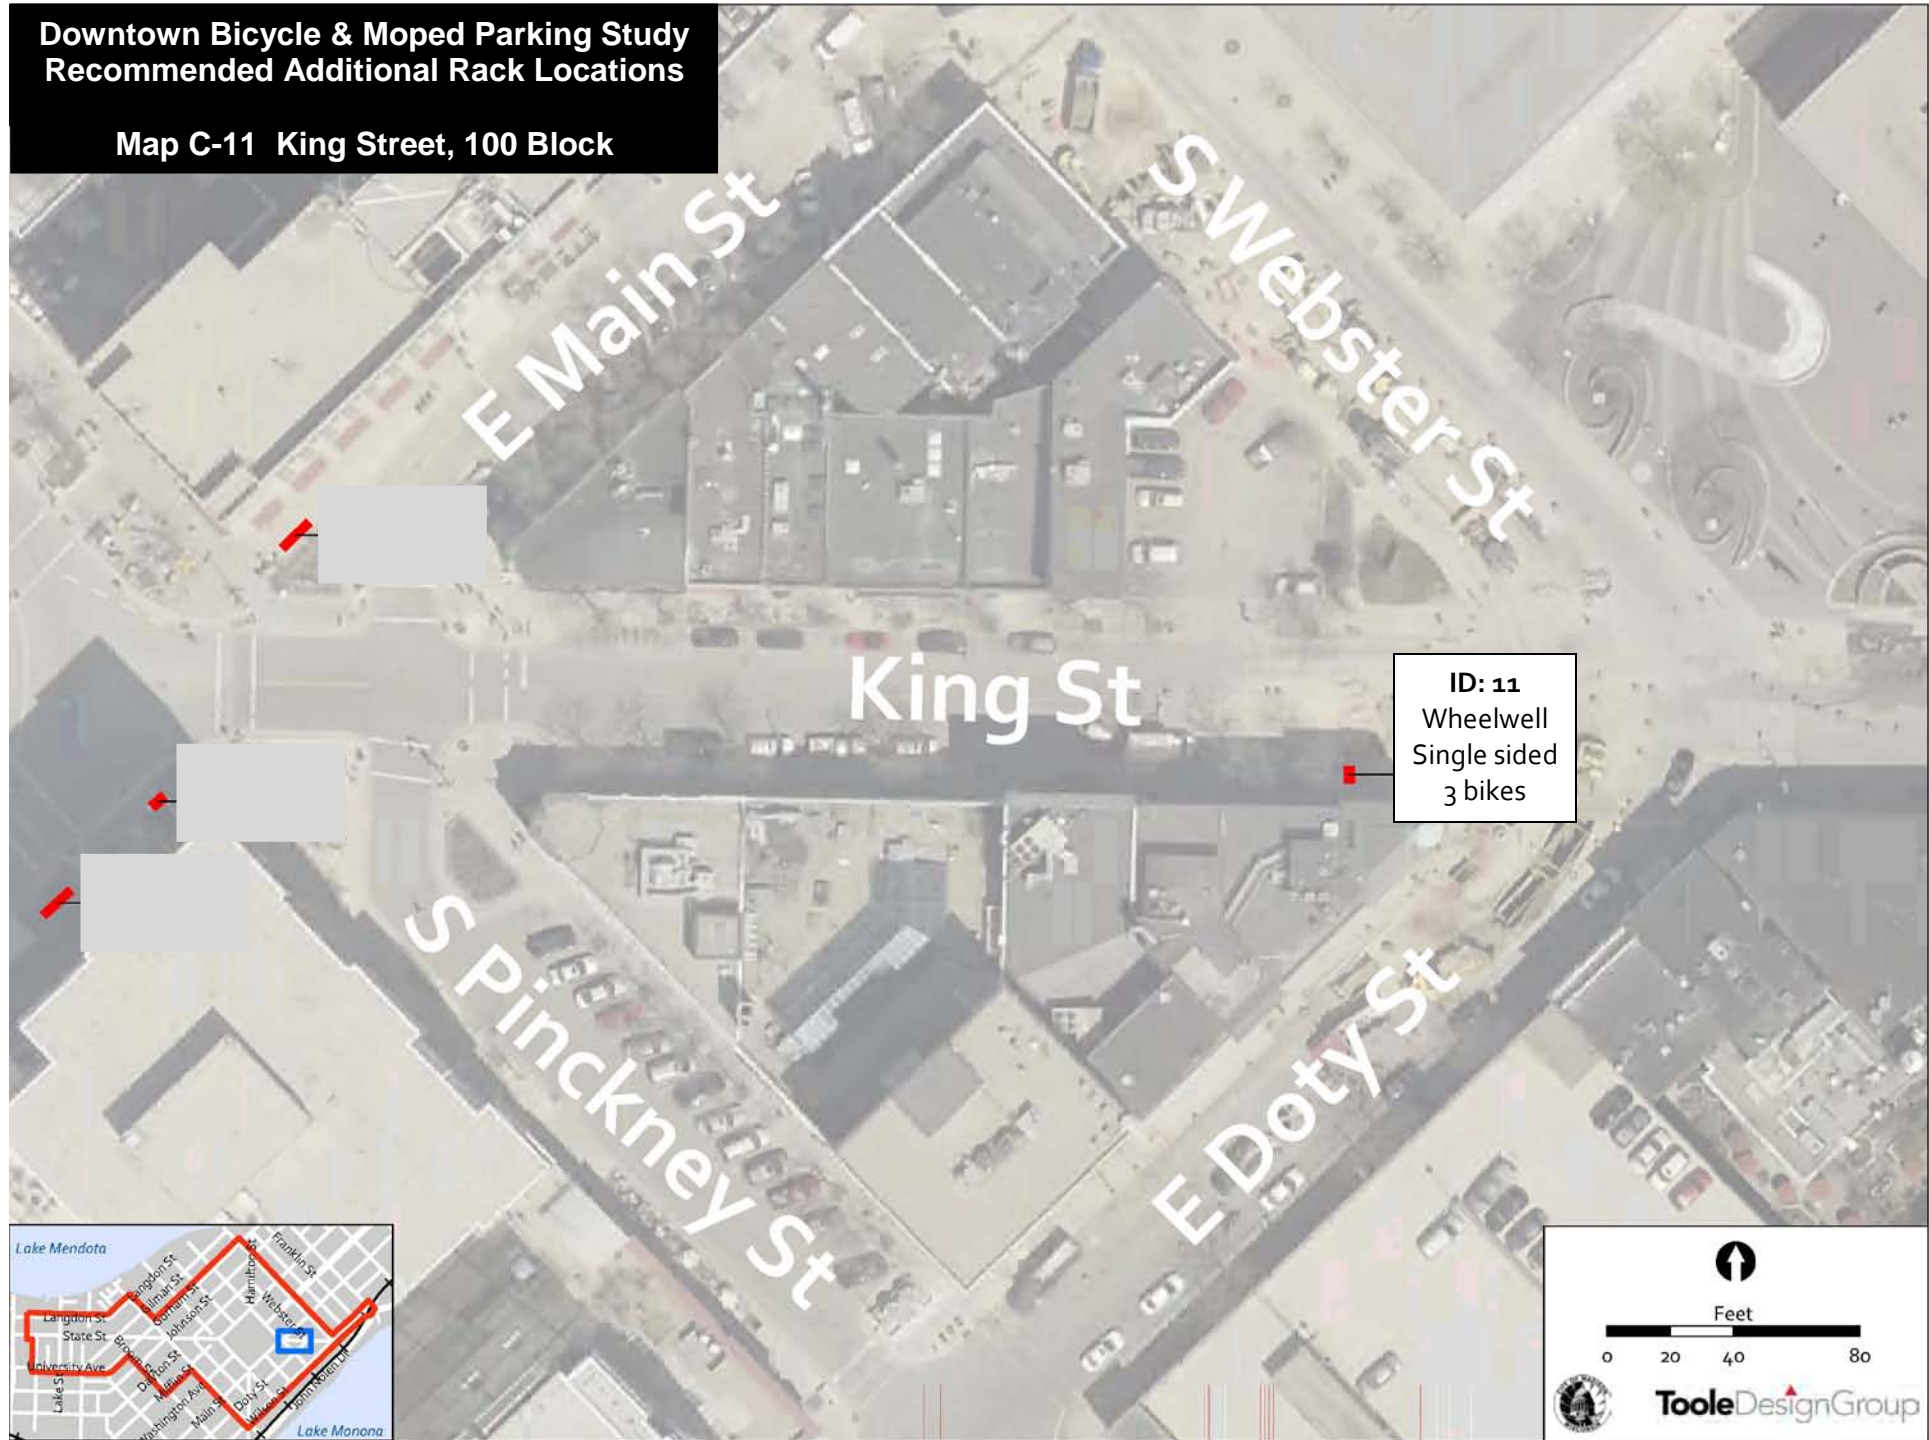 Downtown Bicycle & Moped Parking Study
Recommended Additional Rack Locations
Map C-11 King Street, 100 Block
E Main St
S Webster St
King St
ID: 11
Wheelwell
Single sided
3 bikes
S Pinckney St
E Doty St
Lake Mendota
Langdon St
Gilman St
Gorham St
Johnson St
Hamilton St
Franklin St
Webster St
Langdon St
State St
University Ave
Lake St
Broom St
Dayton St
Mifflin St
Washington Ave
Main St
Doty St
Wilson St
John Nolen Dr
Lake Monona
Feet
0 20 40 80
TooleDesignGroup